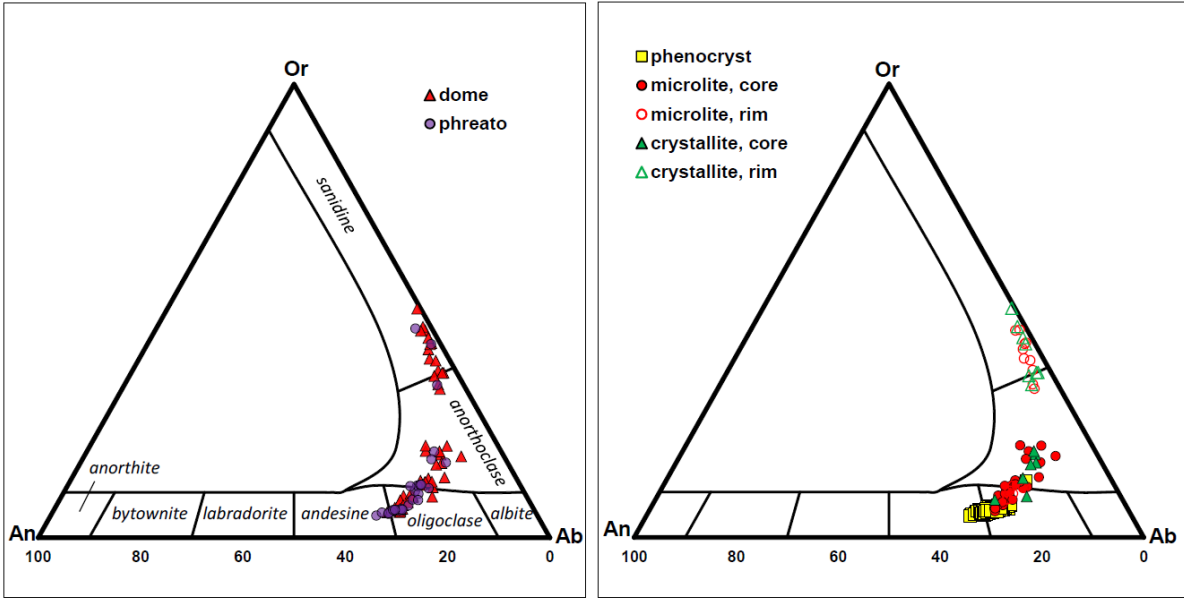 Or
dome
phreato
sanidine
anorthoclase
anorthite
bytownite
labradorite
andesine
oligoclase
albite
An
Ab
100
80
60
40
20
0
phenocryst
microlite, core
microlite, rim
crystallite, core
crystallite, rim
Or
An
Ab
100
80
60
40
20
0